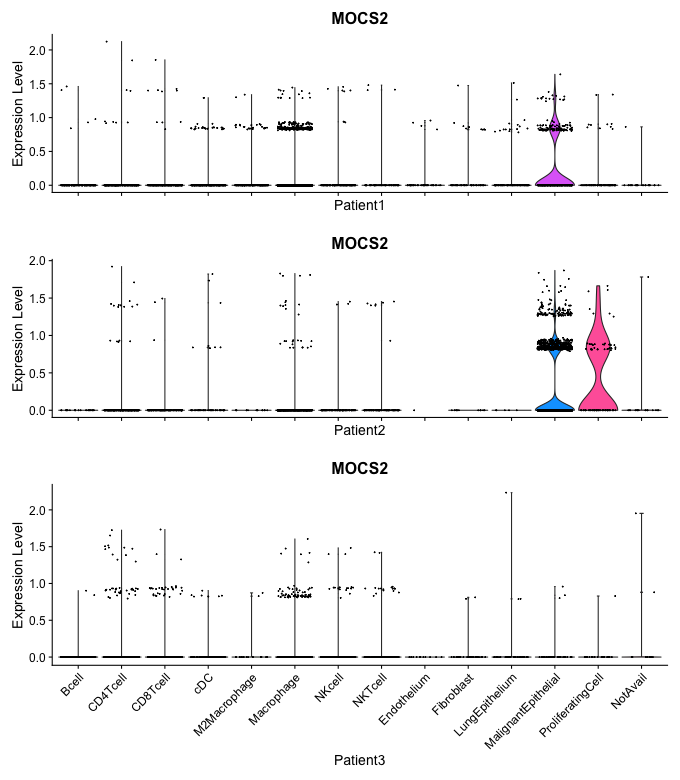 MOCS2
Expression Level
2.0
1.5
1.0
0.5
0.0
Patient1
MOCS2
Expression Level
2.0
1.5
1.0
0.5
0.0
Patient2
MOCS2
Expression Level
2.0
1.5
1.0
0.5
0.0
Bcell
CD4Tcell
CD8Tcell
cDC
M2Macrophage
Macrophage
NKcell
NKTcell
Endothelium
Fibroblast
LungEpithelium
MalignantEpithelial
ProliferatingCell
NotAvail
Patient3